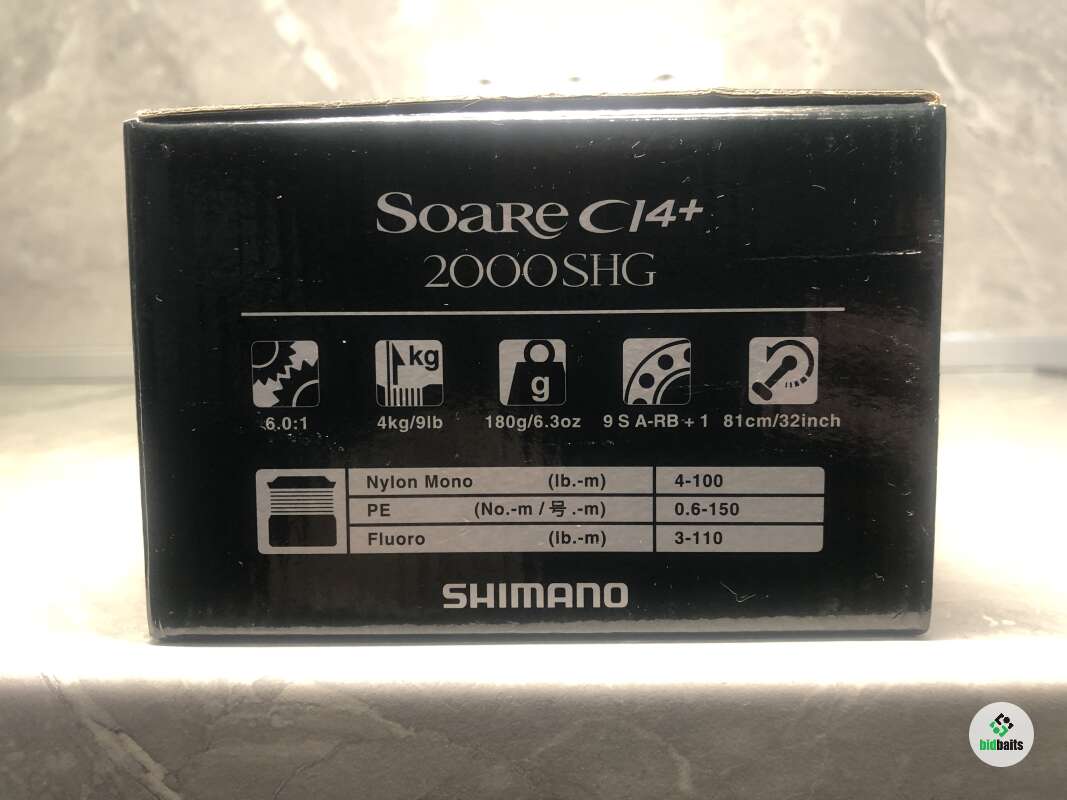 SOARE CI4+
2000SHG
kg
g
6.0:1 4kg/9lb 180g/6.3oz 9 S A-RB + 1 81cm/32inch
Nylon Mono (lb.-m) 4-100
PE (No.-m / 号.-m) 0.6-150
Fluoro (lb.-m) 3-110
SHIMANO
bidbaits